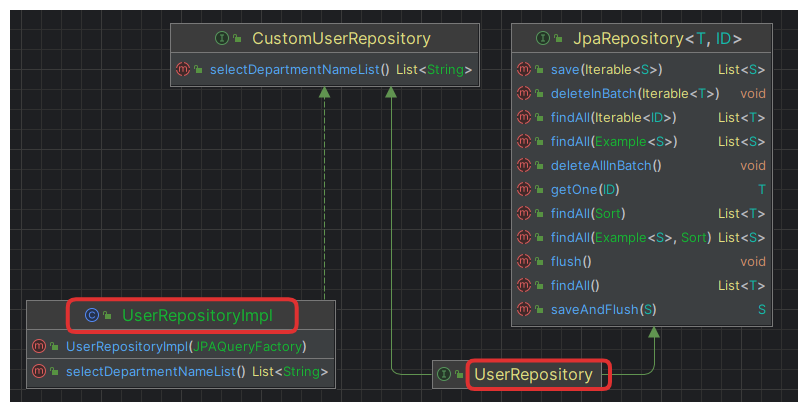 CustomUserRepository
selectDepartmentNameList() List<String>
JpaRepository<T, ID>
save(Iterable<S>) List<S>
deleteInBatch(Iterable<T>) void
findAll(Iterable<ID>) List<T>
findAll(Example<S>) List<S>
deleteAllInBatch() void
getOne(ID) T
findAll(Sort) List<T>
findAll(Example<S>, Sort) List<S>
flush() void
findAll() List<T>
saveAndFlush(S) S
UserRepositoryImpl
UserRepositoryImpl(JPAQueryFactory)
selectDepartmentNameList() List<String>
UserRepository